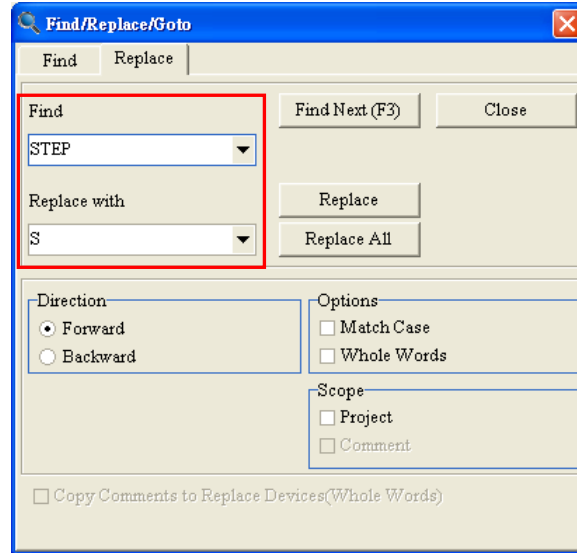 Find/Replace/Goto
Find Replace
Find
Find Next (F3) Close
STEP
Replace with
Replace
S
Replace All
Direction
Forward
Backward
Options
Match Case
Whole Words
Scope
Project
Comment
Copy Comments to Replace Devices(Whole Words)